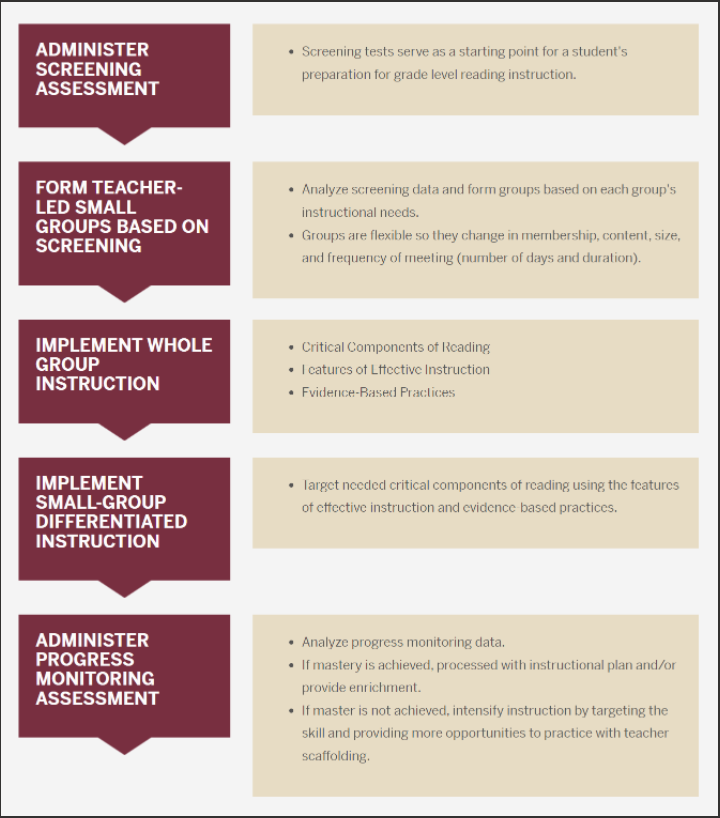 ADMINISTER
SCREENING
ASSESSMENT
• Screening tests serve as a starting point for a student's
preparation for grade level reading instruction.
FORM TEACHER-
LED SMALL
GROUPS BASED ON
SCREENING
• Analyze screening data and form groups based on each group's
instructional needs.
• Groups are flexible so they change in membership, content, size,
and frequency of meeting (number of days and duration).
IMPLEMENT WHOLE
GROUP
INSTRUCTION
• Critical Components of Reading
• Features of Effective Instruction
• Evidence-Based Practices
IMPLEMENT
SMALL-GROUP
DIFFERENTIATED
INSTRUCTION
• Target needed critical components of reading using the features
of effective instruction and evidence-based practices.
ADMINISTER
PROGRESS
MONITORING
ASSESSMENT
• Analyze progress monitoring data.
• If mastery is achieved, processed with instructional plan and/or
provide enrichment.
• If master is not achieved, intensify instruction by targeting the
skill and providing more opportunities to practice with teacher
scaffolding.